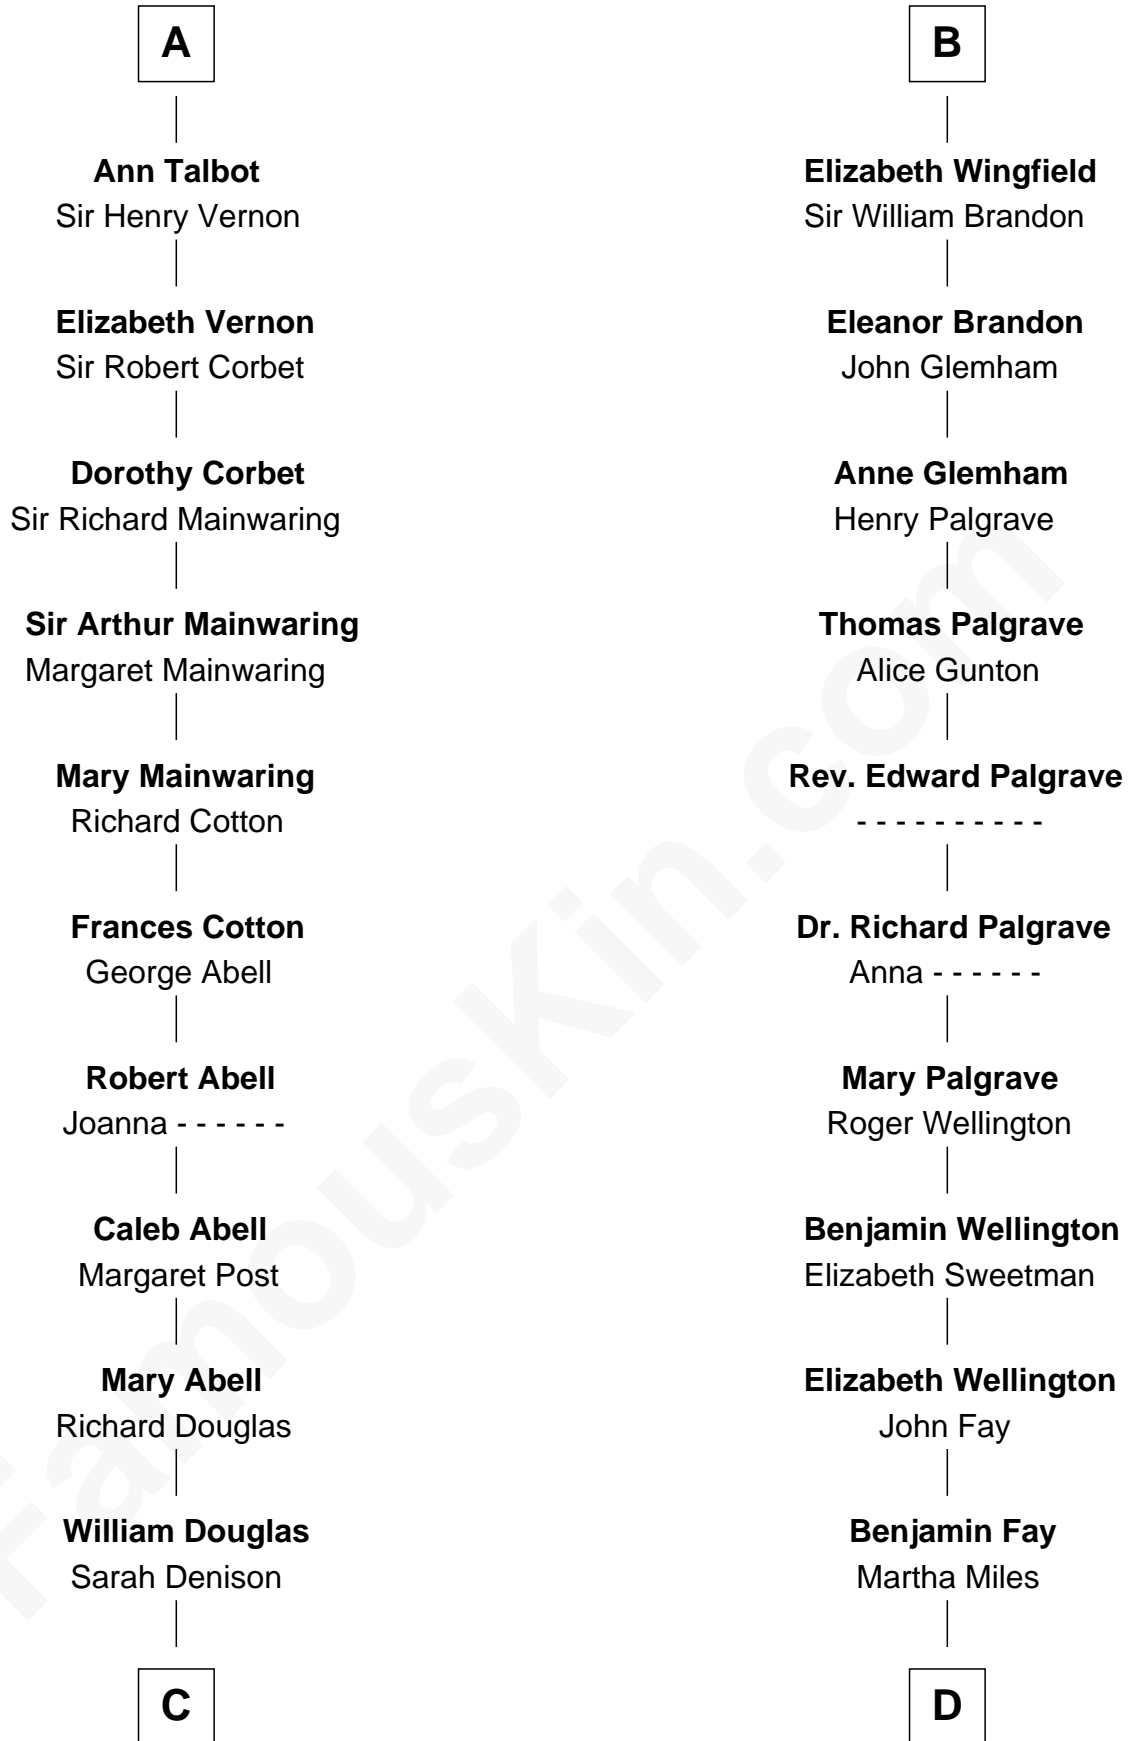 A
Ann Talbot
Sir Henry Vernon
Elizabeth Vernon
Sir Robert Corbet
Dorothy Corbet
Sir Richard Mainwaring
Sir Arthur Mainwaring
Margaret Mainwaring
Mary Mainwaring
Richard Cotton
Frances Cotton
George Abell
Robert Abell
Joanna - - - - - -
Caleb Abell
Margaret Post
Mary Abell
Richard Douglas
William Douglas
Sarah Denison
C
B
Elizabeth Wingfield
Sir William Brandon
Eleanor Brandon
John Glemham
Anne Glemham
Henry Palgrave
Thomas Palgrave
Alice Gunton
Rev. Edward Palgrave
- - - - - - - - - -
Dr. Richard Palgrave
Anna - - - - - -
Mary Palgrave
Roger Wellington
Benjamin Wellington
Elizabeth Sweetman
Elizabeth Wellington
John Fay
Benjamin Fay
Martha Miles
D
FamousKin.com